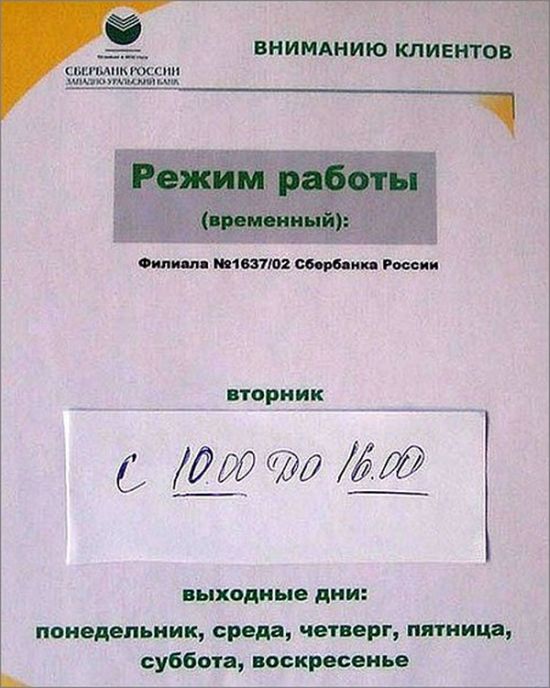 ВНИМАНИЮ КЛИЕНТОВ
СБЕРБАНК РОССИИ
ЗАПАДНО-УРАЛЬСКИЙ БАНК
Режим работы
(временный):
Филиала №1637/02 Сбербанка России
вторник
с 10.00 до 16.00
выходные дни:
понедельник, среда, четверг, пятница,
суббота, воскресенье